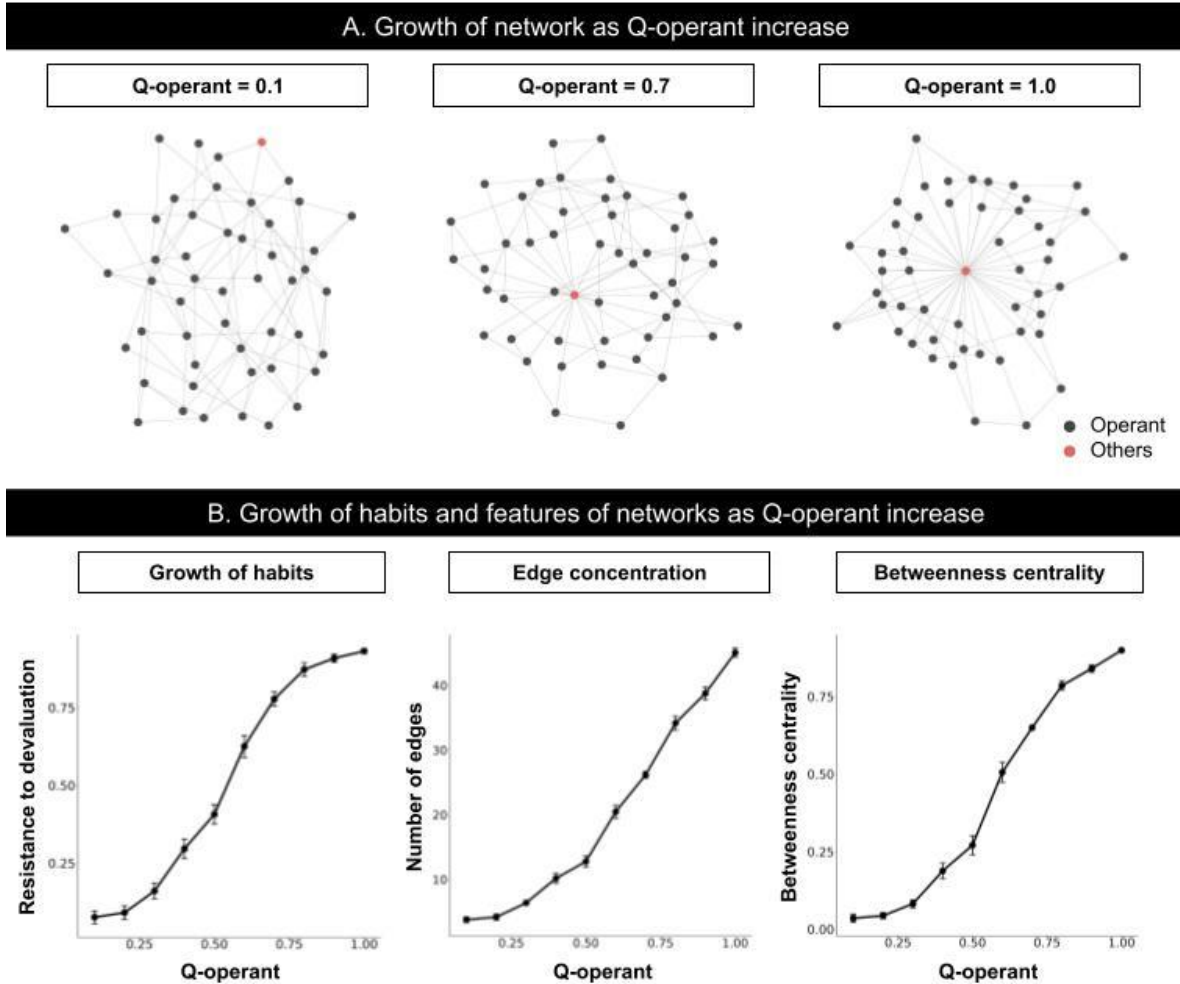 A. Growth of network as Q-operant increase
Q-operant = 0.1
Q-operant = 0.7
Q-operant = 1.0
Operant
Others
B. Growth of habits and features of networks as Q-operant increase
Growth of habits
Edge concentration
Betweenness centrality
Resistance to devaluation
0.75
0.50
0.25
0.25 0.50 0.75 1.00
Q-operant
Number of edges
40
30
20
10
0.25 0.50 0.75 1.00
Q-operant
Betweenness centrality
0.75
0.50
0.25
0.00
0.25 0.50 0.75 1.00
Q-operant